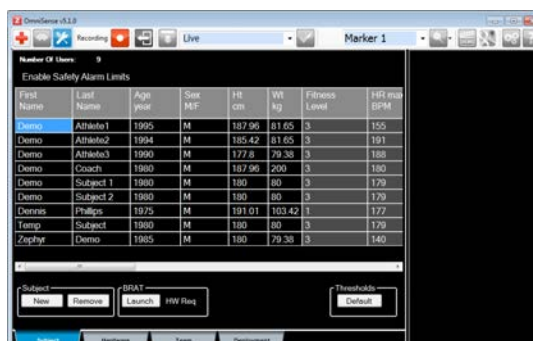 OmniSense v5.1.0
Recording Live Marker 1
Number Of Users: 9
Enable Safety Alarm Limits
First Name Last Name Age year Sex M/F Ht cm Wt kg Fitness Level HR max BPM
Demo Athlete1 1995 M 187.96 81.65 3 155
Demo Athlete2 1994 M 185.42 81.65 3 191
Demo Athlete3 1990 M 177.8 79.38 3 188
Demo Coach 1980 M 187.96 200 3 180
Demo Subject 1 1980 M 180 80 3 179
Demo Subject 2 1980 M 180 80 3 179
Dennis Phillips 1975 M 191.01 103.42 1 177
Temp Subject 1980 M 180 80 3 179
Zephyr Demo 1985 M 180 79.38 3 140
Subject BRAT Thresholds
New Remove Launch HW Req Default
Subject Hardware Team Deployment